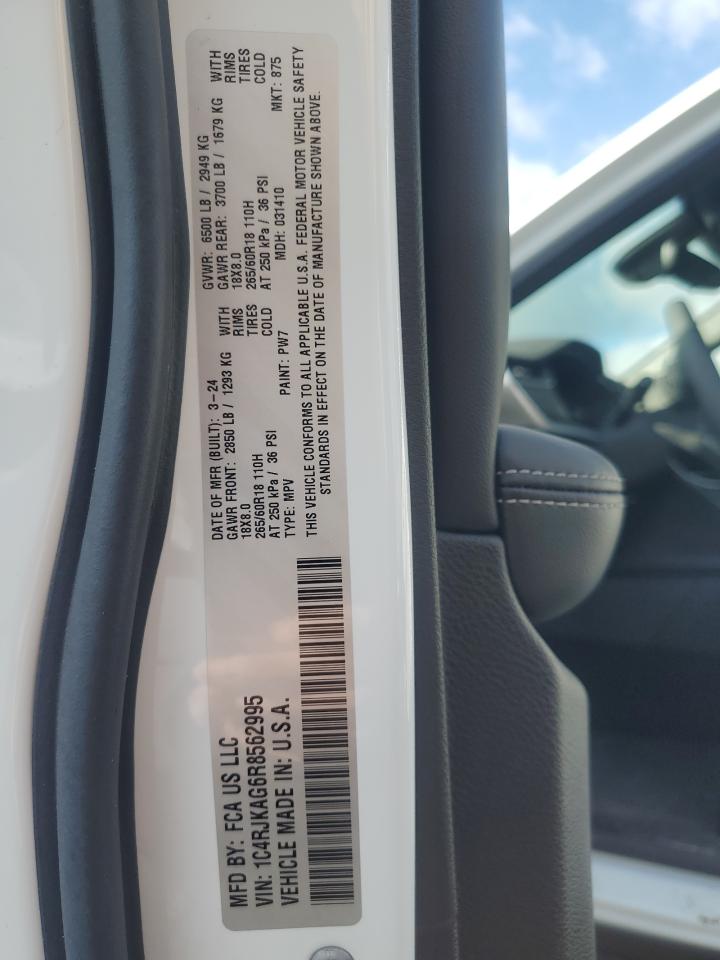 MFD BY: FCA US LLC
VIN: 1C4RJKAG6R8562995
VEHICLE MADE IN: U.S.A.
DATE OF MFR (BUILT): 3-24
GVWR: 6500 LB / 2949 KG
GAWR FRONT: 2850 LB / 1293 KG WITH
GAWR REAR: 3700 LB / 1679 KG WITH
18X8.0 RIMS
18X8.0 RIMS
265/60R18 110H TIRES
265/60R18 110H TIRES
AT 250 kPa / 36 PSI COLD
AT 250 kPa / 36 PSI COLD
TYPE: MPV PAINT: PW7 MDH: 031410 MKT: 875
THIS VEHICLE CONFORMS TO ALL APPLICABLE U.S.A. FEDERAL MOTOR VEHICLE SAFETY
STANDARDS IN EFFECT ON THE DATE OF MANUFACTURE SHOWN ABOVE.